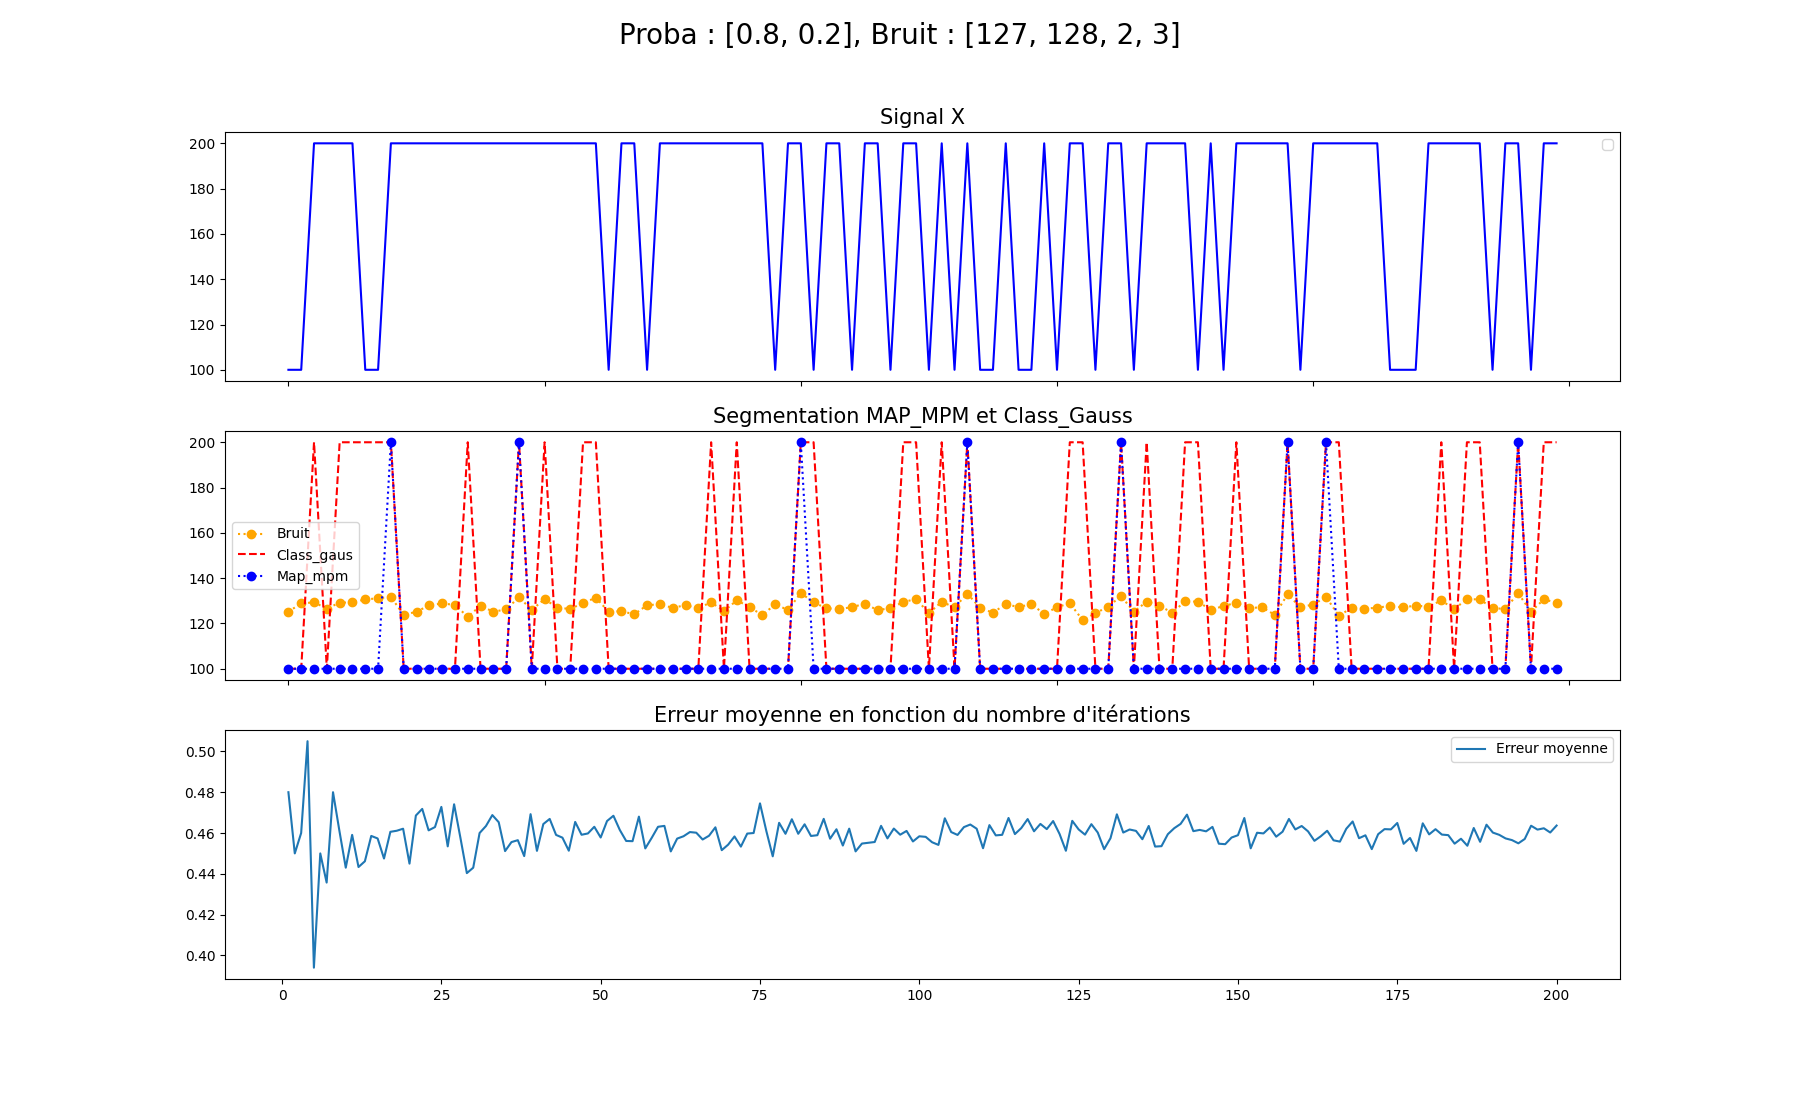 Proba : [0.8, 0.2], Bruit : [127, 128, 2, 3]
Signal X
200
180
160
140
120
100
Segmentation MAP_MPM et Class_Gauss
200
180
160
140
120
100
Bruit
Class_gaus
Map_mpm
Erreur moyenne en fonction du nombre d'itérations
0.50
0.48
0.46
0.44
0.42
0.40
Erreur moyenne
0 25 50 75 100 125 150 175 200